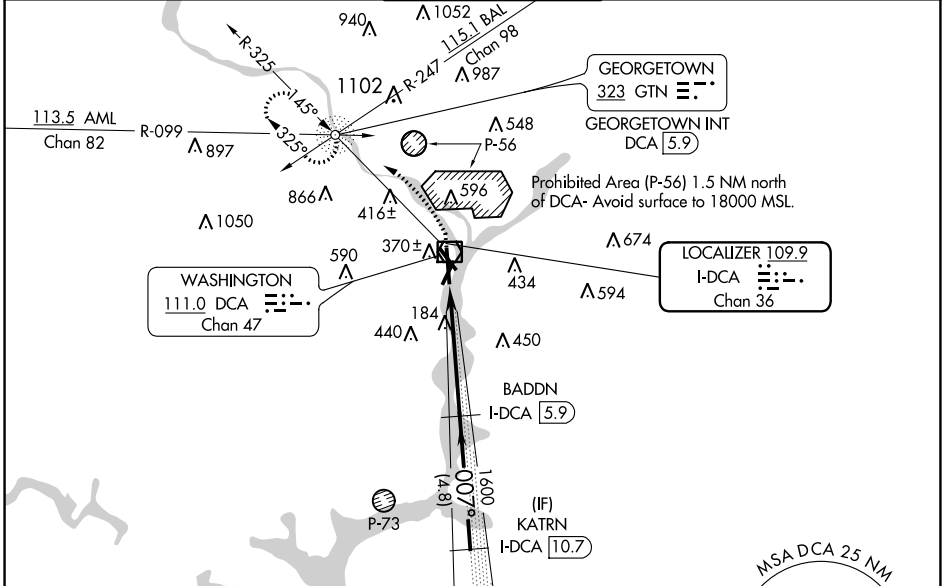 940
1052
115.1 BAL
Chan 98
R-325
R-247
987
1102
GEORGETOWN
323 GTN
145°
325°
113.5 AML
Chan 82
R-099
897
548
P-56
GEORGETOWN INT
DCA 5.9
866
416±
596
Prohibited Area (P-56) 1.5 NM north
of DCA- Avoid surface to 18000 MSL.
1050
370±
590
674
434
594
LOCALIZER 109.9
I-DCA
Chan 36
WASHINGTON
111.0 DCA
Chan 47
184
440
450
BADDN
I-DCA 5.9
1600
007°
(4.8)
(IF)
KATRN
I-DCA 10.7
P-73
MSA DCA 25 NM